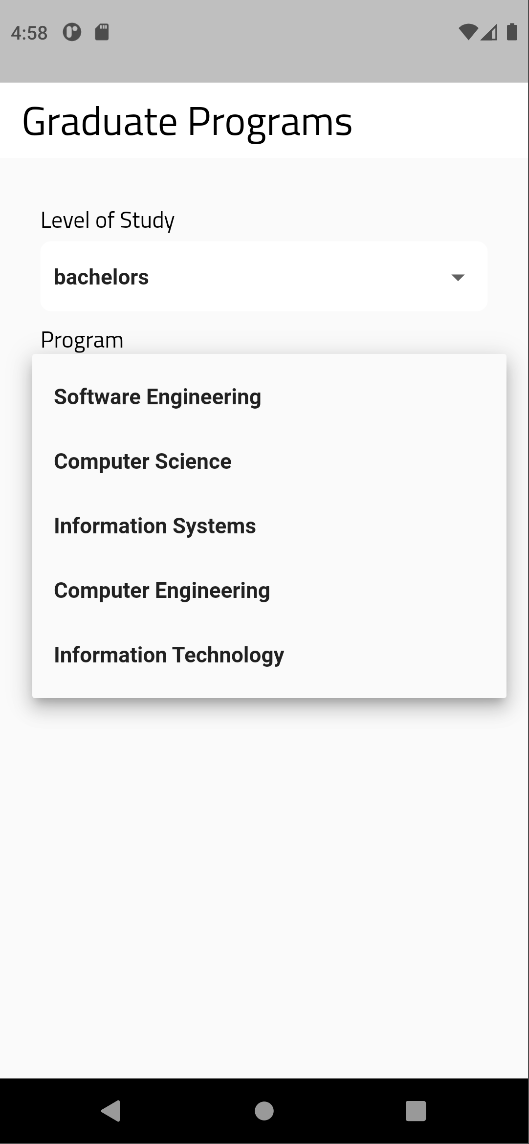 4:58
Graduate Programs
Level of Study
bachelors
Program
Software Engineering
Computer Science
Information Systems
Computer Engineering
Information Technology